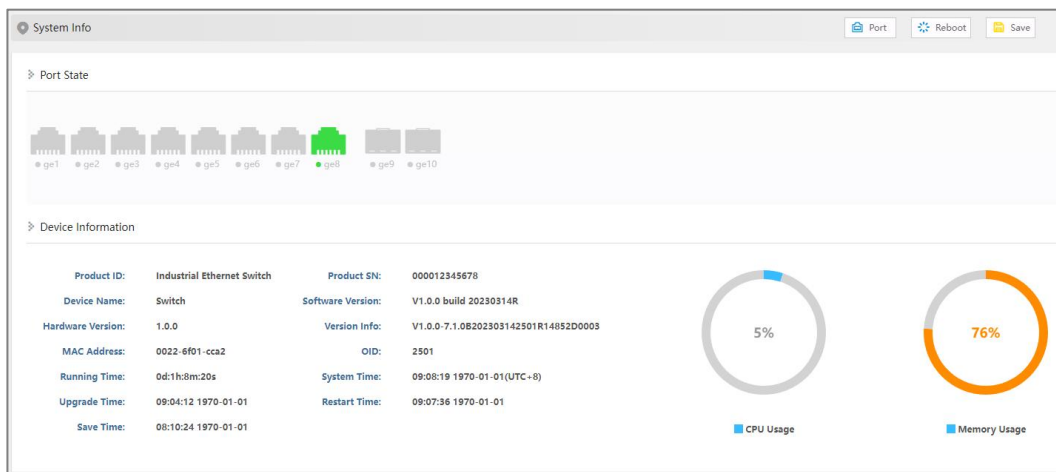 System Info Port Reboot Save
Port State
ge1 ge2 ge3 ge4 ge5 ge6 ge7 ge8 ge9 ge10
Device Information
Product ID: Industrial Ethernet Switch Product SN: 000012345678
Device Name: Switch Software Version: V1.0.0 build 20230314R
Hardware Version: 1.0.0 Version Info: V1.0.0-7.1.0B202303142501R14852D0003
MAC Address: 0022-6f01-cca2 OID: 2501
Running Time: 0d:1h:8m:20s System Time: 09:08:19 1970-01-01(UTC+8)
Upgrade Time: 09:04:12 1970-01-01 Restart Time: 09:07:36 1970-01-01
Save Time: 08:10:24 1970-01-01
5% 76%
CPU Usage Memory Usage